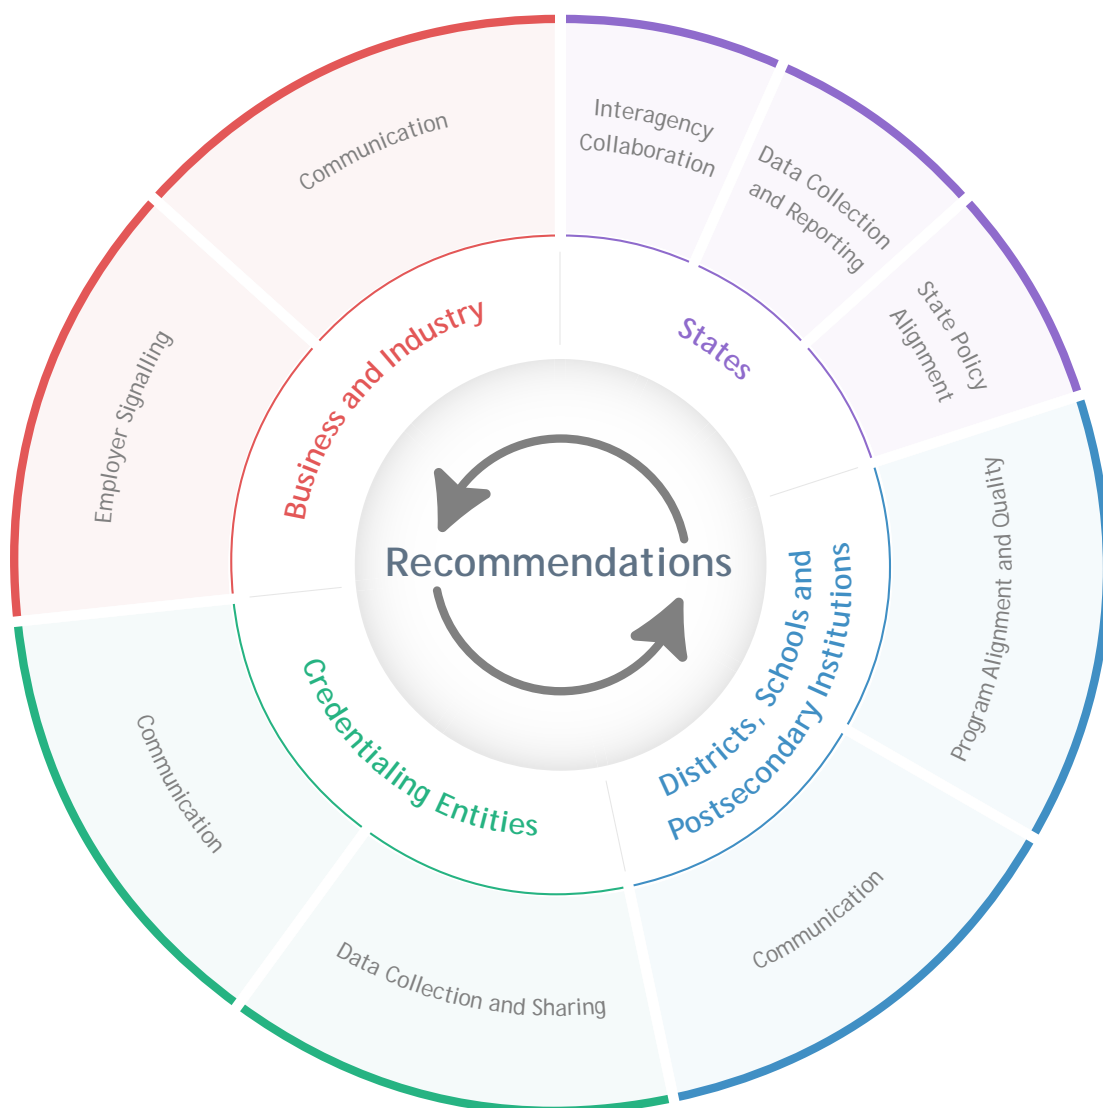 Recommendations
States
Interagency
Collaboration
Data Collection
and Reporting
State Policy
Alignment
Districts, Schools and
Postsecondary Institutions
Program Alignment and Quality
Communication
Credentialing Entities
Data Collection and Sharing
Communication
Business and Industry
Employer Signalling
Communication